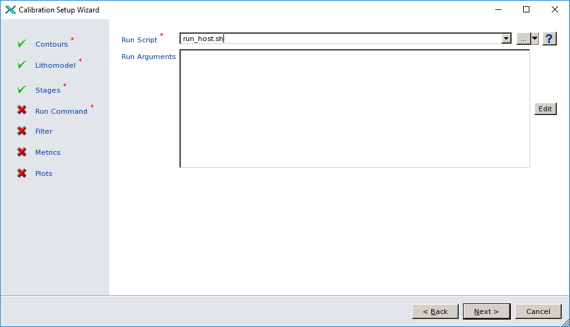 Calibration Setup Wizard
Contours *
Lithomodel *
Stages *
Run Command *
Filter
Metrics
Plots
Run Script * run_host.sh ... ?
Run Arguments
Edit
< Back Next > Cancel